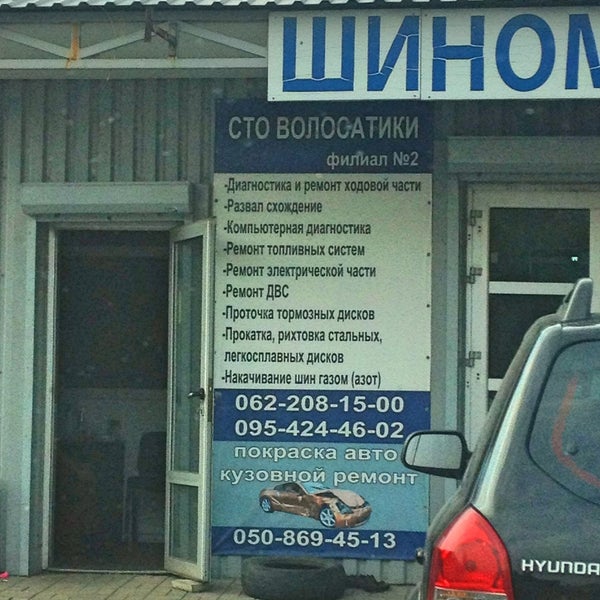 ШИНОМ
СТО ВОЛОСАТИКИ
филиал №2
-Диагностика и ремонт ходовой части
-Развал схождение
-Компьютерная диагностика
-Ремонт топливных систем
-Ремонт электрической части
-Ремонт ДВС
-Проточка тормозных дисков
-Прокатка, рихтовка стальных,
легкосплавных дисков
-Накачивание шин газом (азот)
062-208-15-00
095-424-46-02
покраска авто
кузовной ремонт
050-869-45-13
HYUNDA